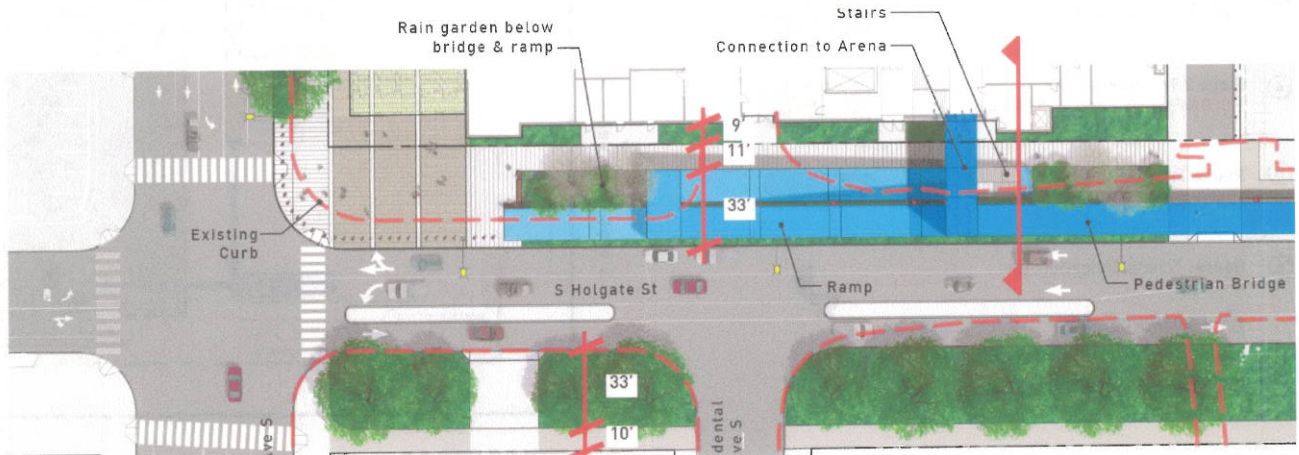 Stairs
Rain garden below
bridge & ramp
Connection to Arena
9'
11'
33'
Existing
Curb
S Holgate St
Ramp
Pedestrian Bridge
33'
10'
ve S
dental
ve S